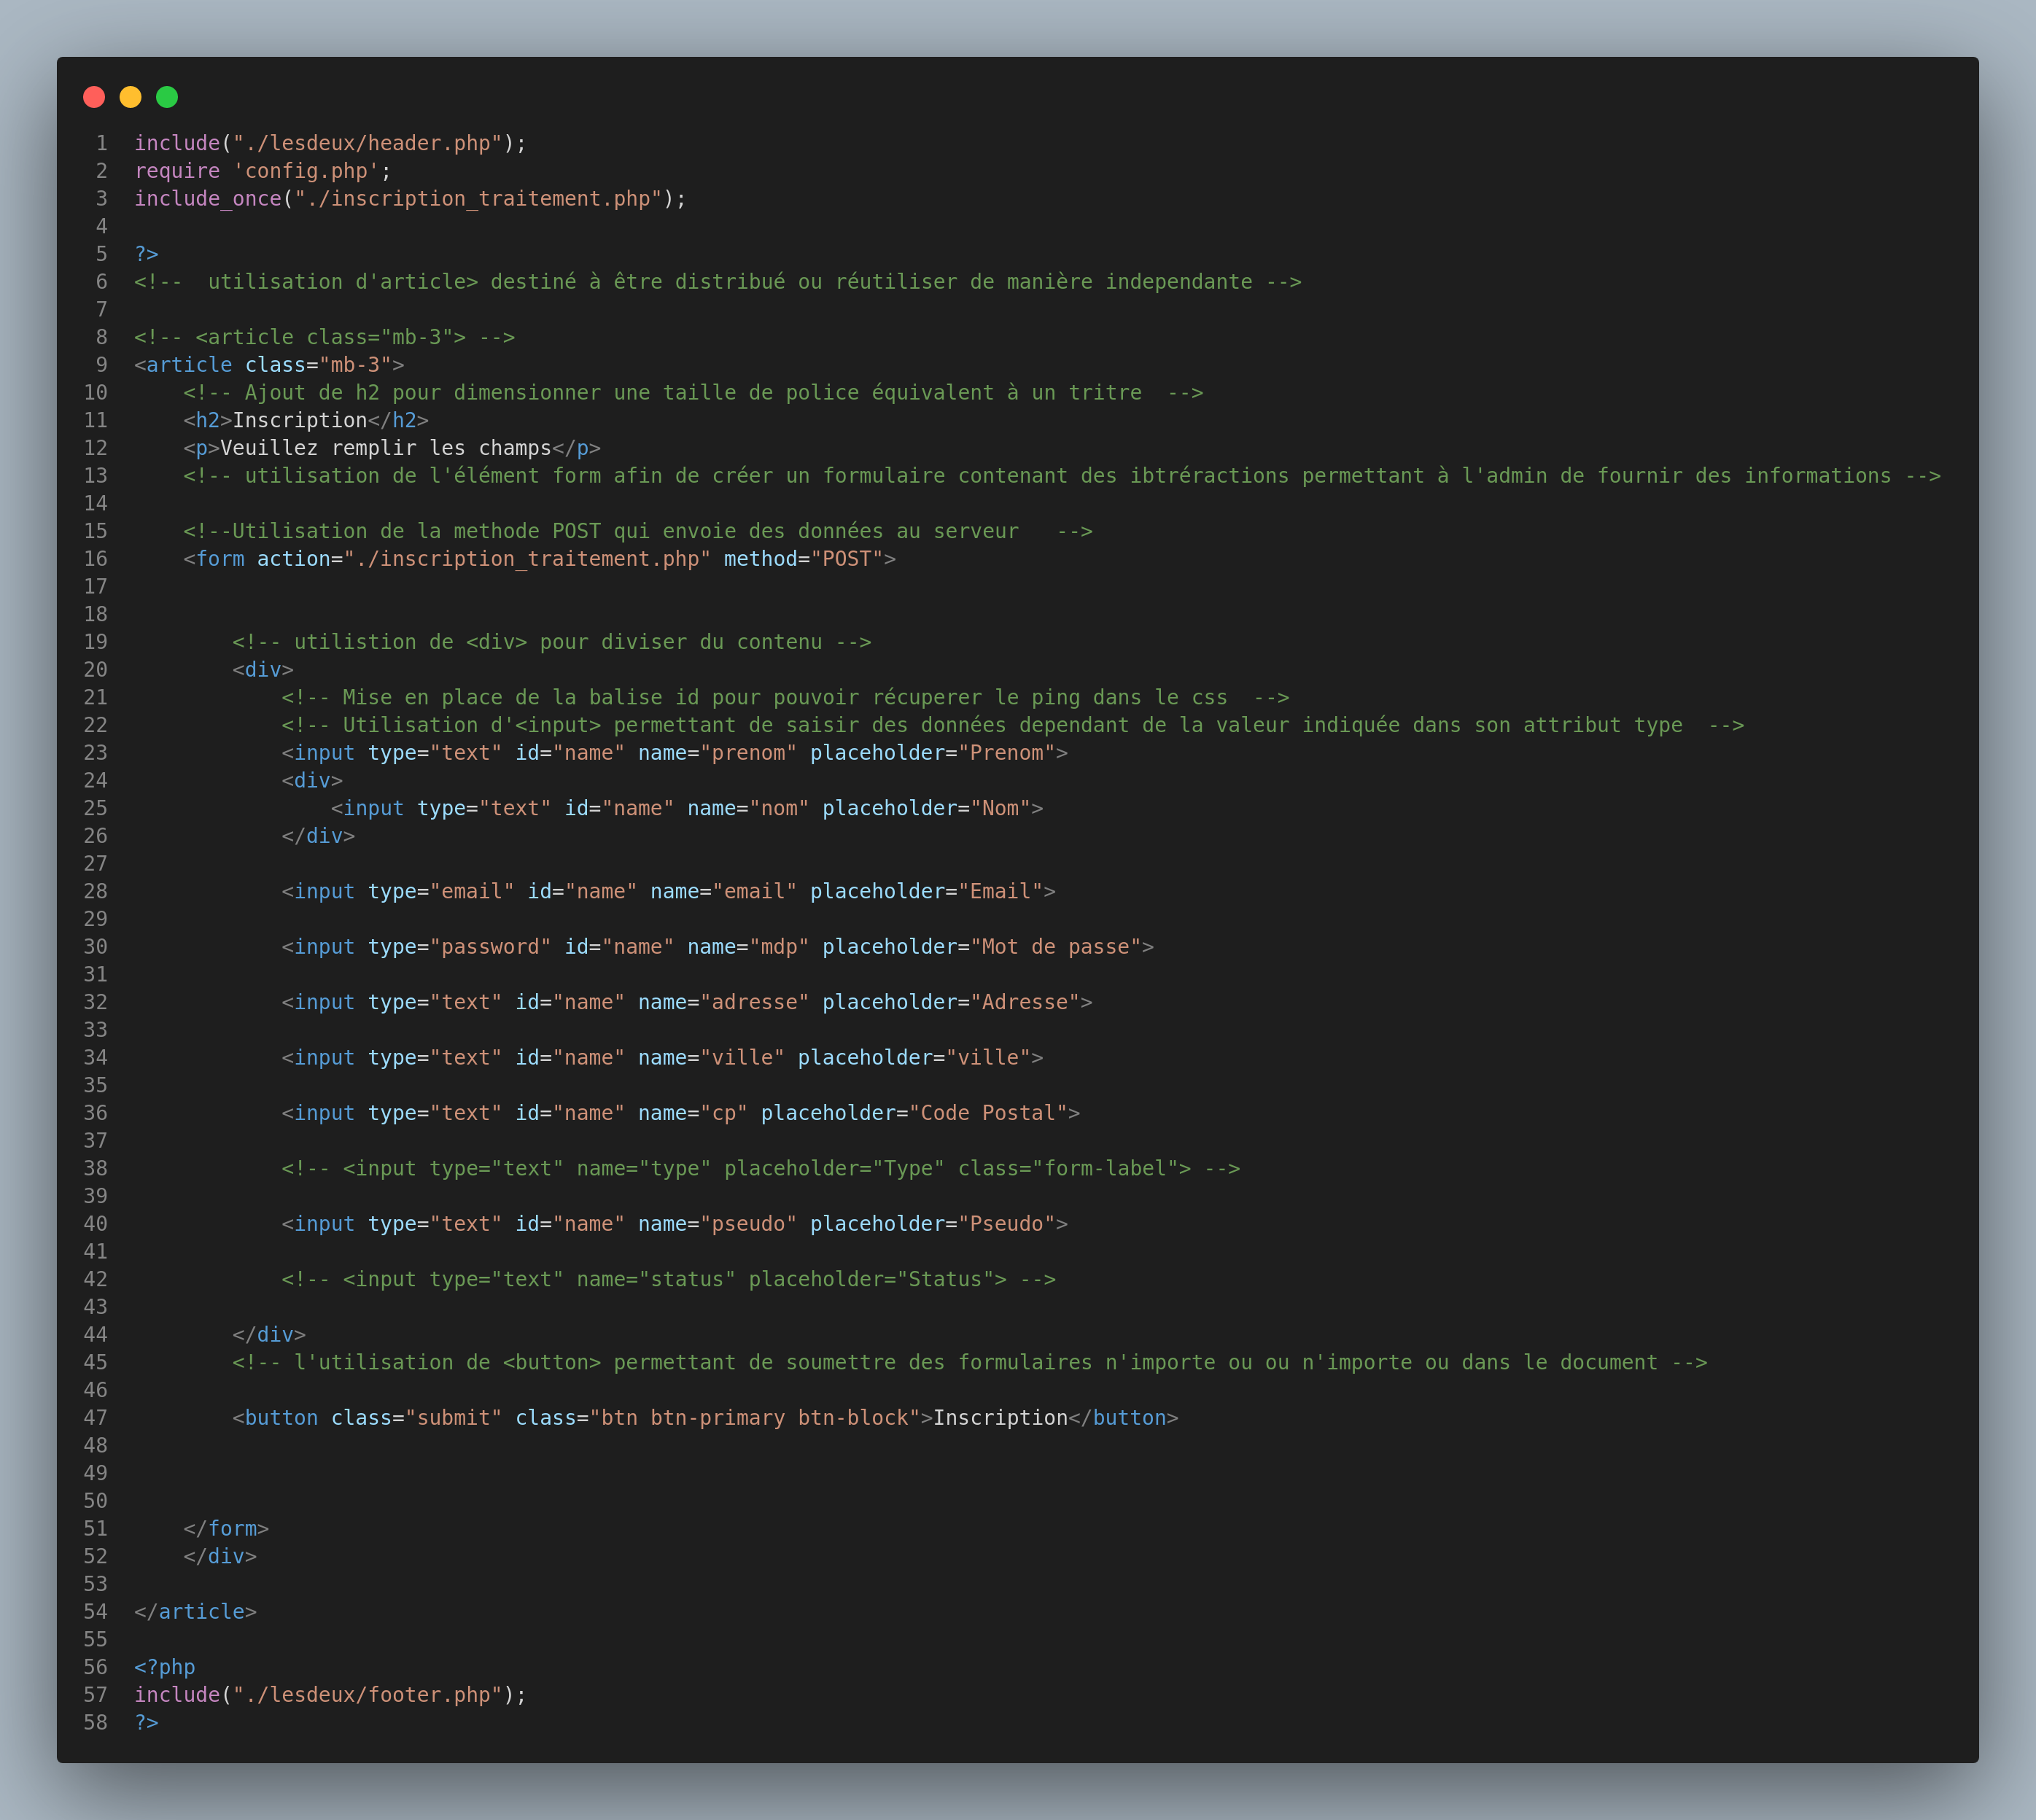 1 include("./lesdeux/header.php");
2 require 'config.php';
3 include_once("./inscription_traitement.php");
4
5 ?>
6 <!--  utilisation d'article> destiné à être distribué ou réutiliser de manière independante -->
7
8 <!-- <article class="mb-3"> -->
9 <article class="mb-3">
10     <!-- Ajout de h2 pour dimensionner une taille de police équivalent à un tritre  -->
11     <h2>Inscription</h2>
12     <p>Veuillez remplir les champs</p>
13     <!-- utilisation de l'élément form afin de créer un formulaire contenant des ibtréractions permettant à l'admin de fournir des informations -->
14
15     <!--Utilisation de la methode POST qui envoie des données au serveur   -->
16     <form action="./inscription_traitement.php" method="POST">
17
18
19         <!-- utilistion de <div> pour diviser du contenu -->
20         <div>
21             <!-- Mise en place de la balise id pour pouvoir récuperer le ping dans le css  -->
22             <!-- Utilisation d'<input> permettant de saisir des données dependant de la valeur indiquée dans son attribut type  -->
23             <input type="text" id="name" name="prenom" placeholder="Prenom">
24             <div>
25                 <input type="text" id="name" name="nom" placeholder="Nom">
26             </div>
27
28             <input type="email" id="name" name="email" placeholder="Email">
29
30             <input type="password" id="name" name="mdp" placeholder="Mot de passe">
31
32             <input type="text" id="name" name="adresse" placeholder="Adresse">
33
34             <input type="text" id="name" name="ville" placeholder="ville">
35
36             <input type="text" id="name" name="cp" placeholder="Code Postal">
37
38             <!-- <input type="text" name="type" placeholder="Type" class="form-label"> -->
39
40             <input type="text" id="name" name="pseudo" placeholder="Pseudo">
41
42             <!-- <input type="text" name="status" placeholder="Status"> -->
43
44         </div>
45         <!-- l'utilisation de <button> permettant de soumettre des formulaires n'importe ou ou n'importe ou dans le document -->
46
47         <button class="submit" class="btn btn-primary btn-block">Inscription</button>
48
49
50
51     </form>
52     </div>
53
54 </article>
55
56 <?php
57 include("./lesdeux/footer.php");
58 ?>